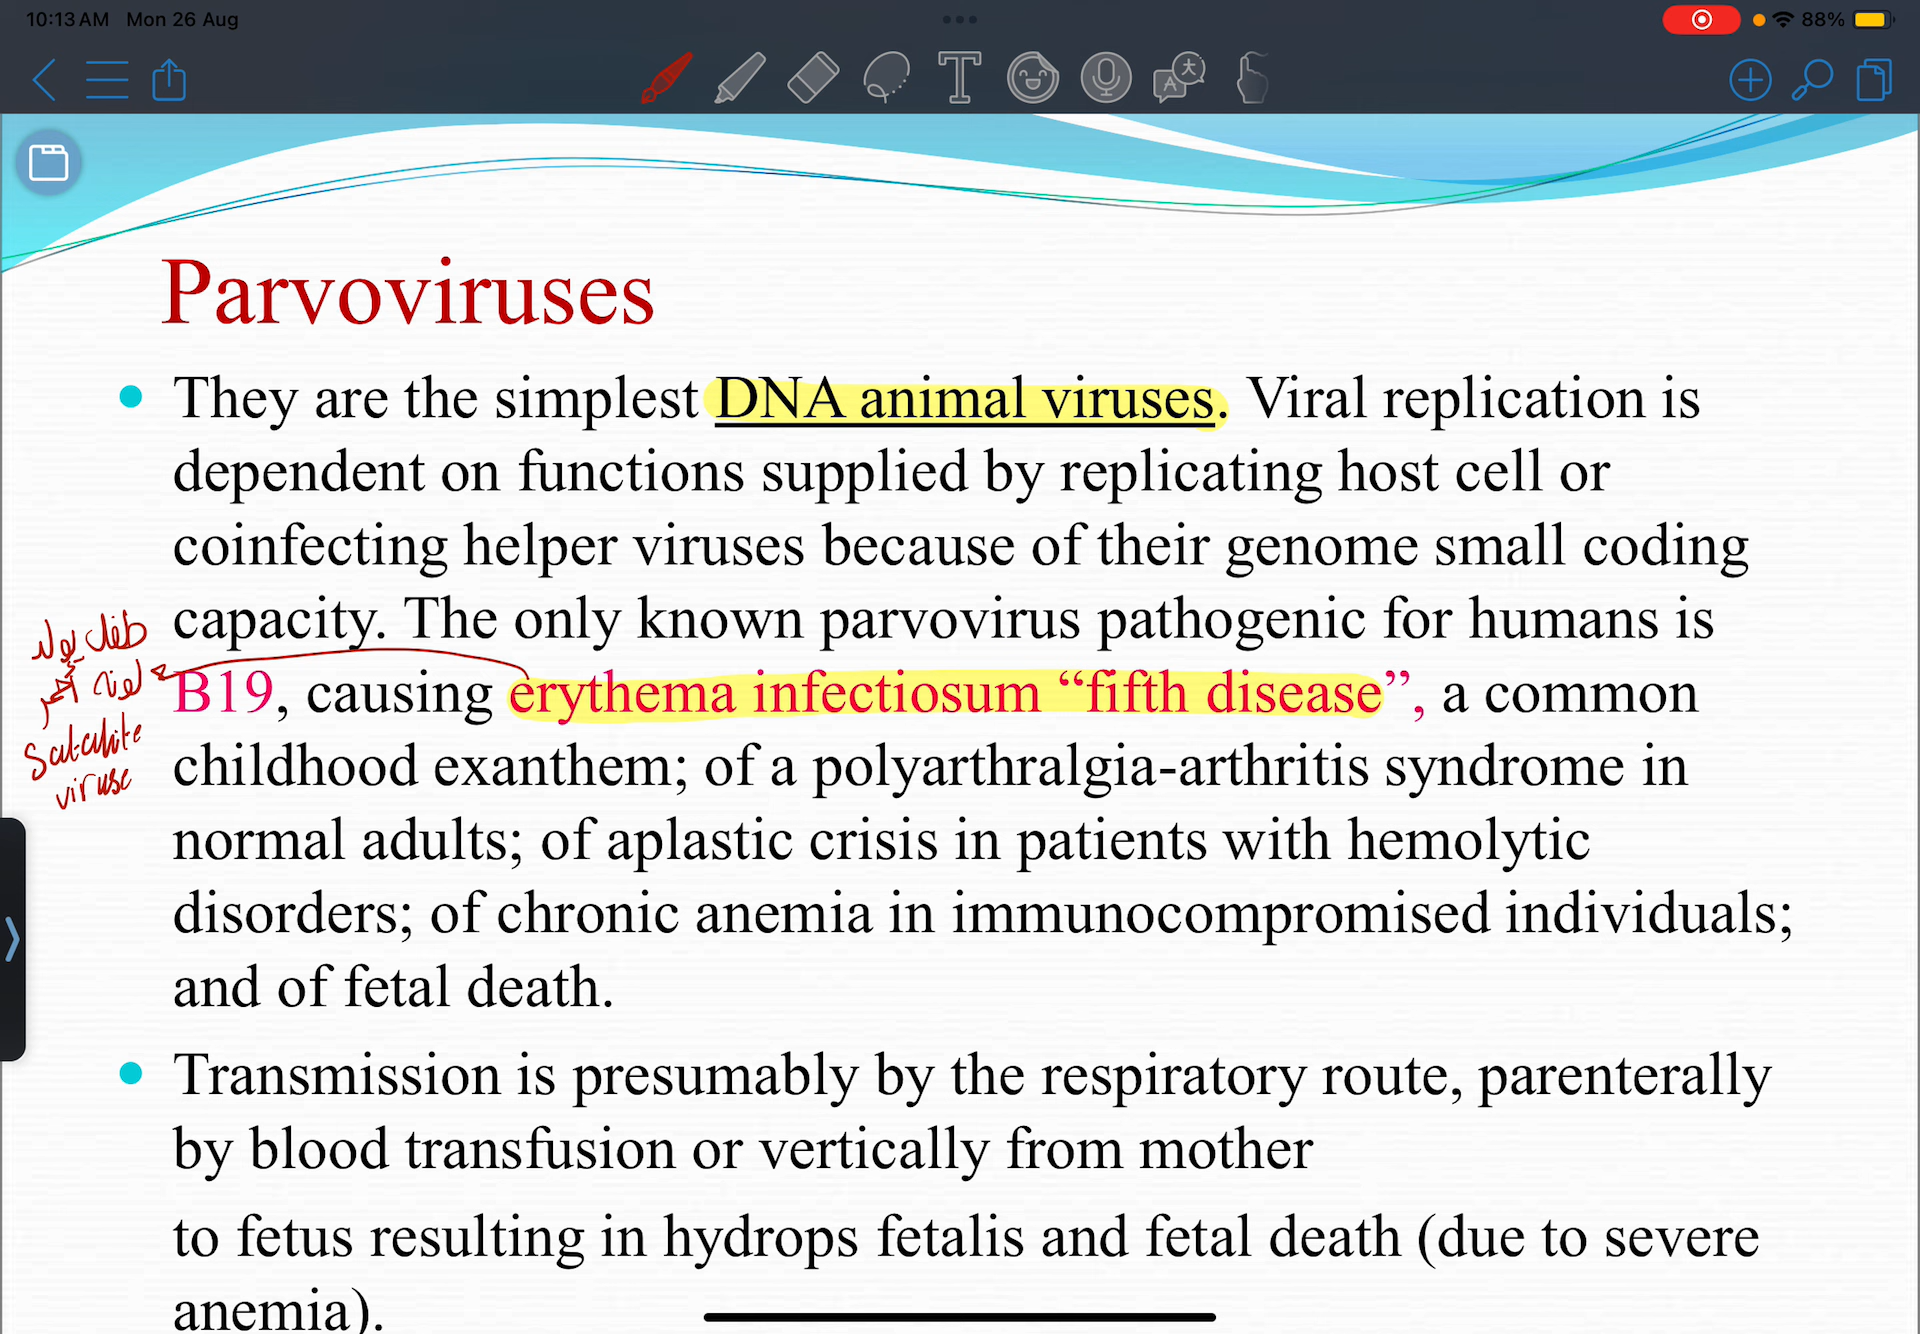 10:13 AM Mon 26 Aug
88%
Parvoviruses
• They are the simplest DNA animal viruses. Viral replication is
dependent on functions supplied by replicating host cell or
coinfecting helper viruses because of their genome small coding
capacity. The only known parvovirus pathogenic for humans is
B19, causing erythema infectiosum “fifth disease”, a common
childhood exanthem; of a polyarthralgia-arthritis syndrome in
normal adults; of aplastic crisis in patients with hemolytic
disorders; of chronic anemia in immunocompromised individuals;
and of fetal death.
• Transmission is presumably by the respiratory route, parenterally
by blood transfusion or vertically from mother
to fetus resulting in hydrops fetalis and fetal death (due to severe
anemia).
طفل يولد
لونه أحمر
Satalite
viruse